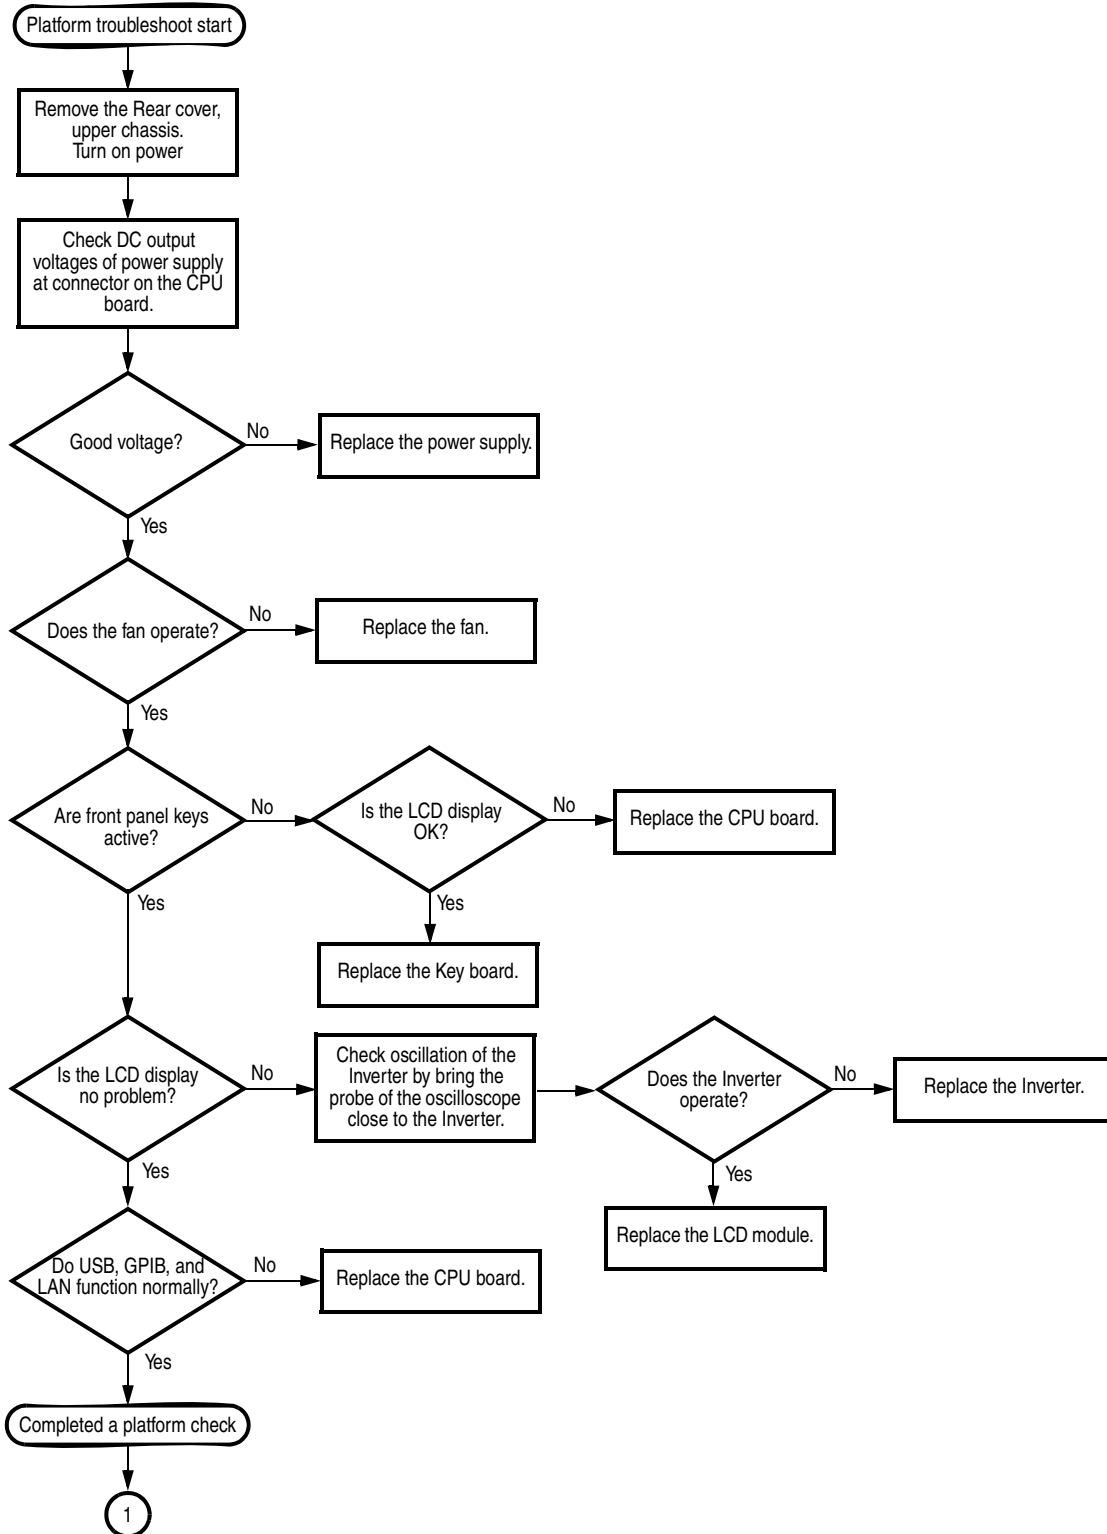 Platform troubleshoot start
Remove the Rear cover,
upper chassis.
Turn on power
Check DC output
voltages of power supply
at connector on the CPU
board.
Good voltage?
No
Replace the power supply.
Yes
Does the fan operate?
No
Replace the fan.
Yes
Are front panel keys
active?
No
Is the LCD display
OK?
No
Replace the CPU board.
Yes
Yes
Replace the Key board.
Is the LCD display
no problem?
No
Check oscillation of the
Inverter by bring the
probe of the oscilloscope
close to the Inverter.
Does the Inverter
operate?
No
Replace the Inverter.
Yes
Yes
Replace the LCD module.
Do USB, GPIB, and
LAN function normally?
No
Replace the CPU board.
Yes
Completed a platform check
1